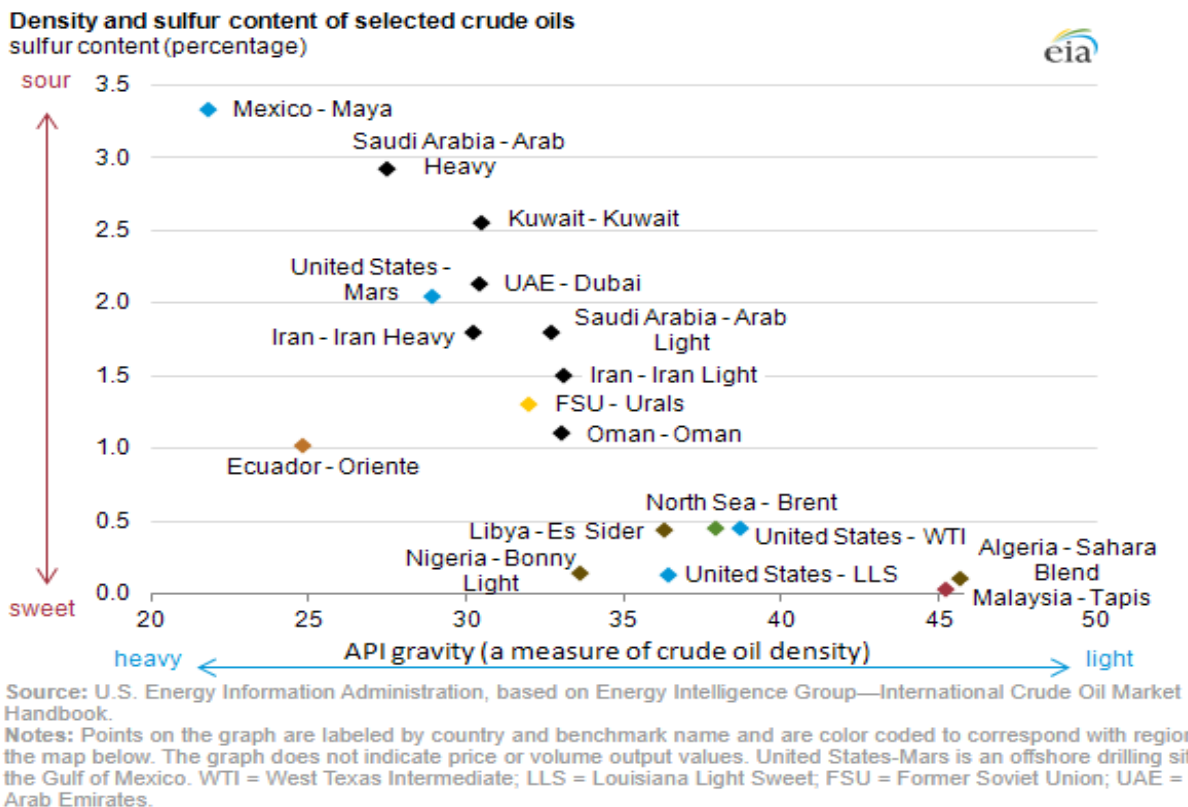 Density and sulfur content of selected crude oils
sulfur content (percentage)
eia
sour
3.5
Mexico - Maya
Saudi Arabia - Arab
Heavy
3.0
Kuwait - Kuwait
2.5
United States -
Mars
UAE - Dubai
2.0
Iran - Iran Heavy
Saudi Arabia - Arab
Light
1.5
Iran - Iran Light
FSU - Urals
Oman - Oman
1.0
Ecuador - Oriente
North Sea - Brent
0.5
Libya - Es Sider
United States - WTI
Nigeria - Bonny
Light
United States - LLS
Algeria - Sahara
Blend
Malaysia - Tapis
0.0
sweet
20 25 30 35 40 45 50
heavy
API gravity (a measure of crude oil density)
light
Source: U.S. Energy Information Administration, based on Energy Intelligence Group—International Crude Oil Market
Handbook.
Notes: Points on the graph are labeled by country and benchmark name and are color coded to correspond with region
the map below. The graph does not indicate price or volume output values. United States-Mars is an offshore drilling sit
the Gulf of Mexico. WTI = West Texas Intermediate; LLS = Louisiana Light Sweet; FSU = Former Soviet Union; UAE =
Arab Emirates.